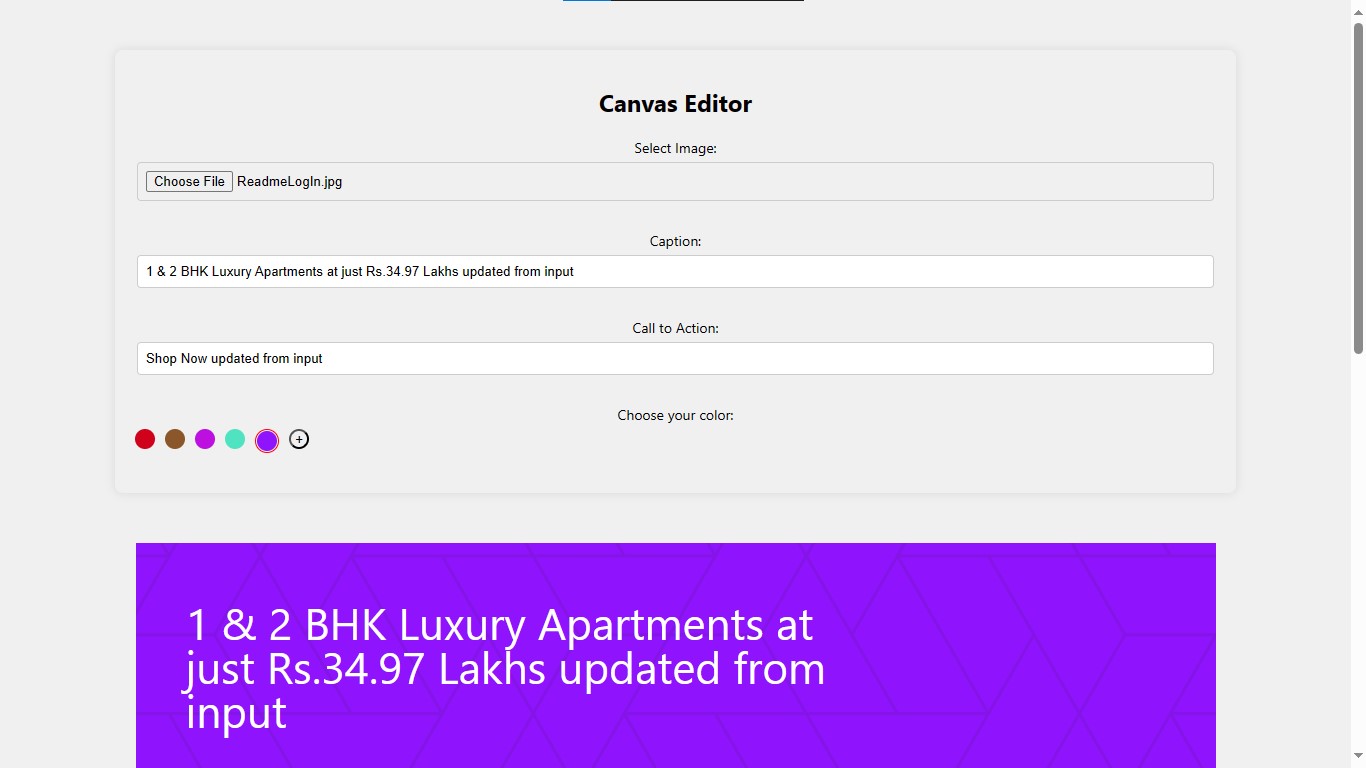 Canvas Editor
Select Image:
Choose File ReadmeLogIn.jpg
Caption:
1 & 2 BHK Luxury Apartments at just Rs.34.97 Lakhs updated from input
Call to Action:
Shop Now updated from input
Choose your color:
+
1 & 2 BHK Luxury Apartments at
just Rs.34.97 Lakhs updated from
input